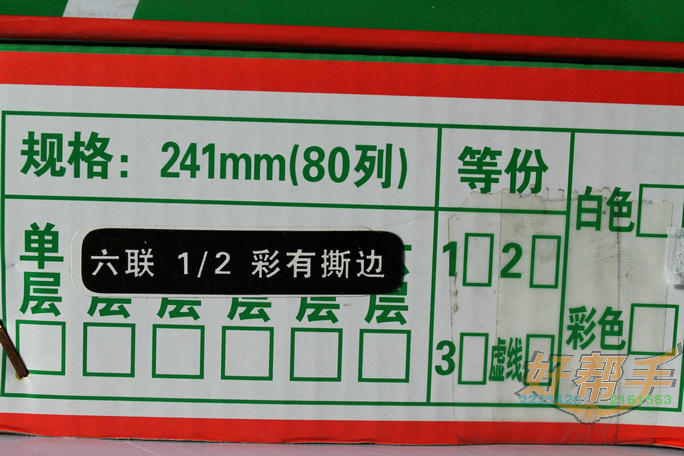 规格：241mm(80列)
等份
白色
单层 层 层 层 层 层
六联 1/2 彩有撕边
1 2
彩色
3 虚线
好帮手
2161563